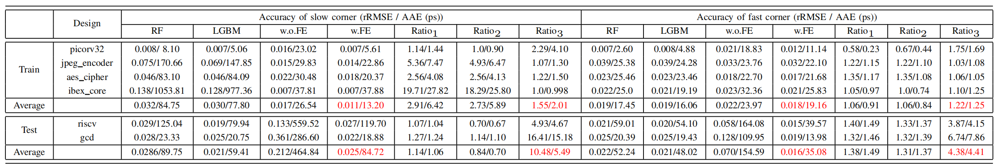 Design Accuracy of slow corner (rRMSE / AAE (ps)) Accuracy of fast corner (rRMSE / AAE (ps))
RF LGBM w.o.FE w.FE Ratio1 Ratio2 Ratio3 RF LGBM w.o.FE w.FE Ratio1 Ratio2 Ratio3
Train picorv32 0.008/ 8.10 0.007/5.06 0.016/23.02 0.007/5.61 1.14/1.44 1.0/0.90 2.29/4.10 0.007/2.60 0.008/4.88 0.021/18.83 0.012/11.14 0.58/0.23 0.67/0.44 1.75/1.69
jpeg_encoder 0.075/170.66 0.069/147.85 0.015/29.83 0.014/22.86 5.36/7.47 4.93/6.47 1.07/1.30 0.039/25.38 0.039/24.28 0.033/23.76 0.032/22.10 1.22/1.15 1.22/1.10 1.03/1.08
aes_cipher 0.046/83.10 0.046/84.09 0.022/30.48 0.018/20.37 2.56/4.08 2.56/4.13 1.22/1.50 0.023/25.46 0.023/23.46 0.018/22.70 0.017/21.68 1.35/1.17 1.35/1.08 1.06/1.05
ibex_core 0.138/1053.81 0.128/977.36 0.007/37.81 0.007/37.88 19.71/27.82 18.29/25.80 1.0/0.998 0.022/25.0 0.021/19.19 0.023/32.36 0.021/25.83 1.05/0.97 1.0/0.74 1.10/1.25
Average 0.032/84.75 0.030/77.80 0.017/26.54 0.011/13.20 2.91/6.42 2.73/5.89 1.55/2.01 0.019/17.45 0.019/16.06 0.022/23.97 0.018/19.16 1.06/0.91 1.06/0.84 1.22/1.25
Test riscv 0.029/125.04 0.019/79.94 0.133/559.52 0.027/119.70 1.07/1.04 0.70/0.67 4.93/4.67 0.021/59.01 0.020/54.10 0.058/164.08 0.015/39.57 1.40/1.49 1.33/1.37 3.87/4.15
gcd 0.028/23.33 0.025/20.75 0.361/286.60 0.022/18.88 1.27/1.24 1.14/1.10 16.41/15.18 0.025/20.39 0.025/19.43 0.128/109.95 0.019/13.98 1.32/1.46 1.32/1.39 6.74/7.86
Average 0.0286/89.75 0.021/59.41 0.212/464.84 0.025/84.72 1.14/1.06 0.84/0.70 10.48/5.49 0.022/52.24 0.021/48.02 0.070/154.59 0.016/35.08 1.38/1.49 1.31/1.37 4.38/4.41